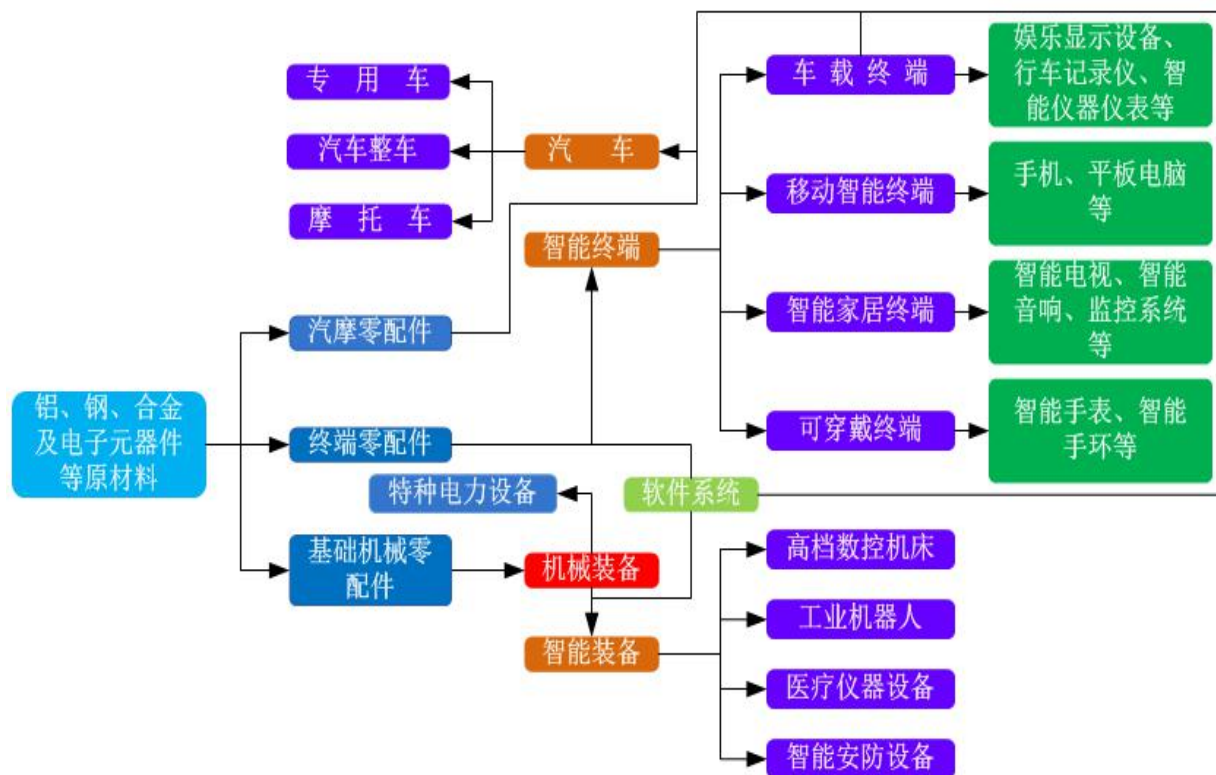 铝、钢、合金
及电子元器件
等原材料
汽摩零配件
终端零配件
基础机械零
配件
专 用 车
汽车整车
摩 托 车
特种电力设备
汽 车
智能终端
机械装备
智能装备
软件系统
车 载 终 端
移动智能终端
智能家居终端
可穿戴终端
高档数控机床
工业机器人
医疗仪器设备
智能安防设备
娱乐显示设备、
行车记录仪、智
能仪器仪表等
手机、平板电脑
等
智能电视、智能
音响、监控系统
等
智能手表、智能
手环等